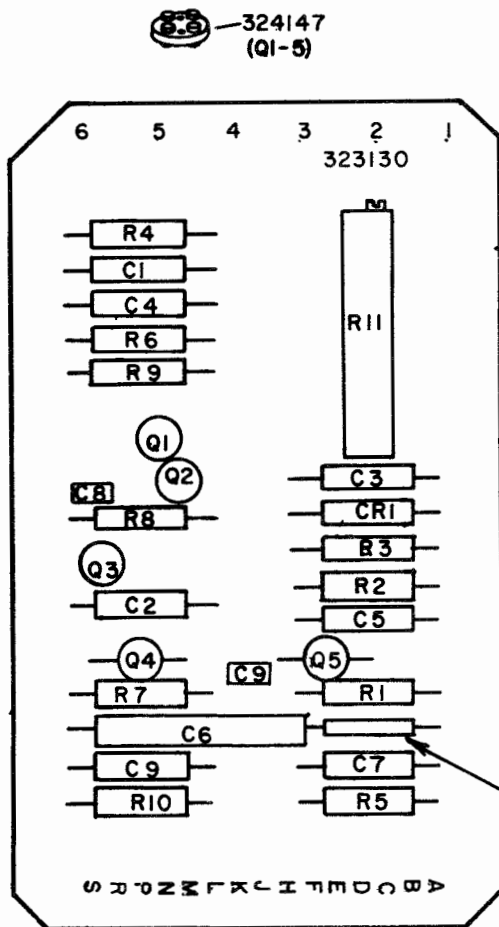 324147
(Q1-5)
6 5 4 3 2 1
323130
R4
C1
C4
R6
R9
Q1
Q2
C8
R8
Q3
C2
Q4
C9
R7
C6
C9
R10
R11
C3
CR1
R3
R2
C5
Q5
R1
C7
R5
S R P N M L K J H F E D C B A